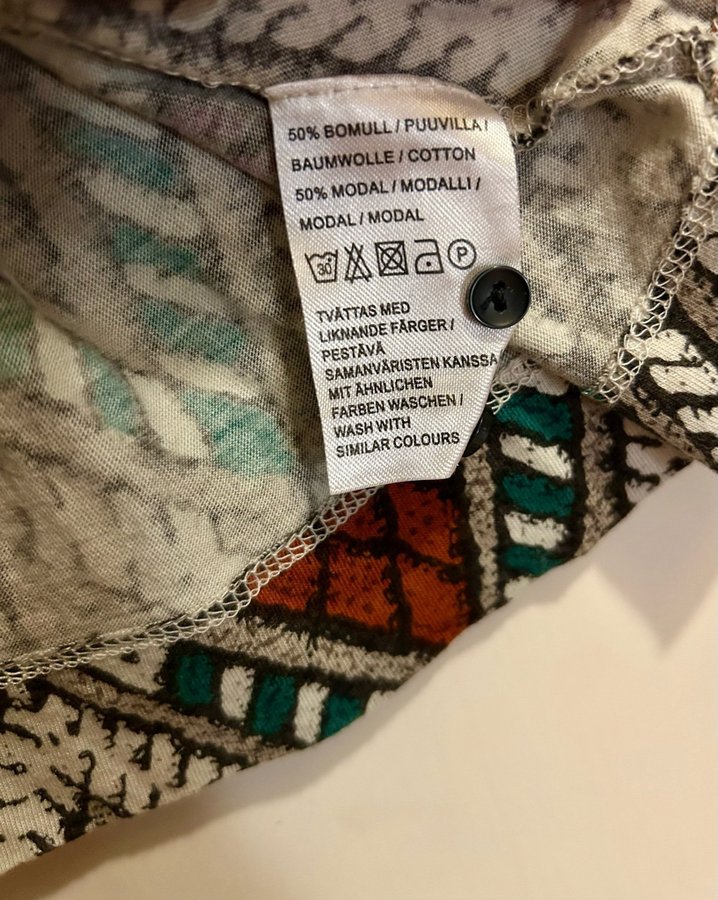 50% BOMULL / PUUVILLA /
BAUMWOLLE / COTTON
50% MODAL / MODALLI /
MODAL / MODAL
30 P
TVÄTTAS MED
LIKNANDE FÄRGER /
PESTÄVÄ
SAMANVÄRISTEN KANSSA
MIT ÄHNLICHEN
FARBEN WASCHEN /
WASH WITH
SIMILAR COLOURS